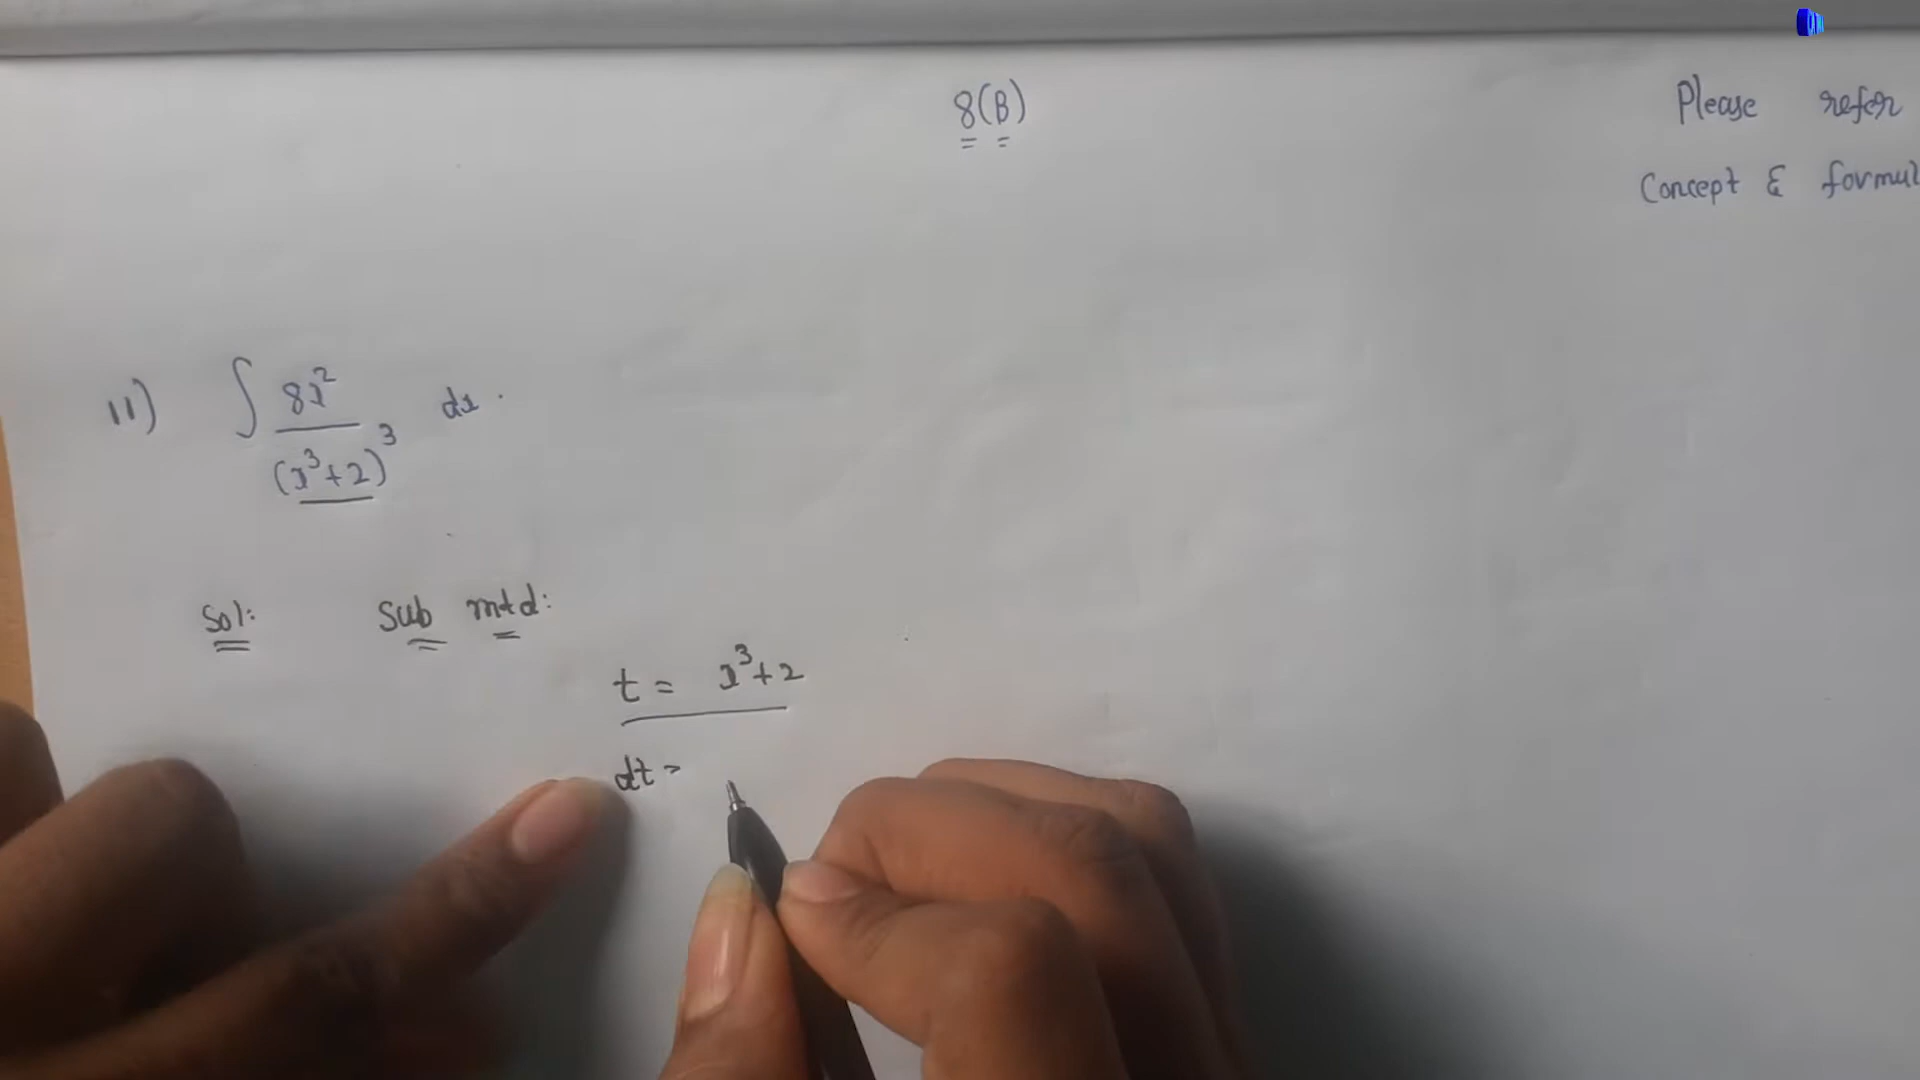 8(B)
Please refer
Concept & formul
11) ∫ 8x² / (x³+2)³ dx.
Sol: Sub mtd:
t = x³+2
dt =